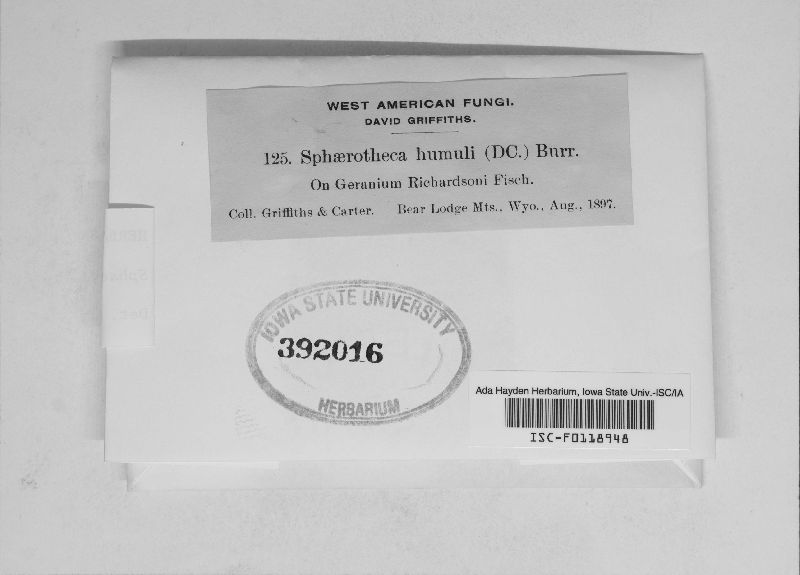 WEST AMERICAN FUNGI.
DAVID GRIFFITHS.
125. Sphærotheca humuli (DC.) Burr.
On Geranium Richardsoni Fisch.
Coll. Griffiths & Carter. Bear Lodge Mts., Wyo., Aug., 1897.
IOWA STATE UNIVERSITY
392016
HERBARIUM
Ada Hayden Herbarium, Iowa State Univ.-ISC/IA
ISC-F0118948